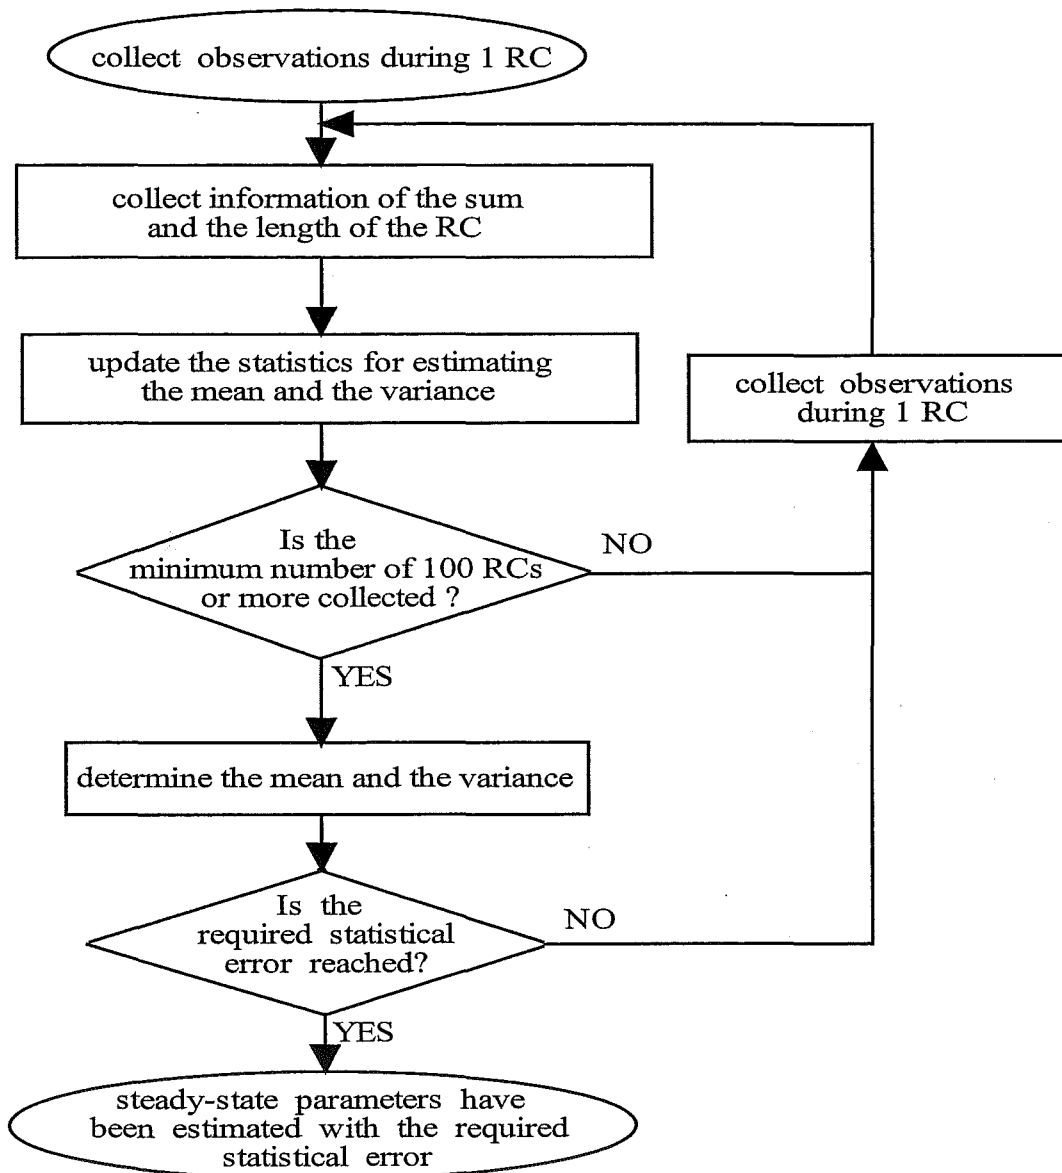 collect observations during 1 RC
collect information of the sum
and the length of the RC
update the statistics for estimating
the mean and the variance
collect observations
during 1 RC
Is the
minimum number of 100 RCs
or more collected ?
NO
YES
determine the mean and the variance
Is the
required statistical
error reached?
NO
YES
steady-state parameters have
been estimated with the required
statistical error